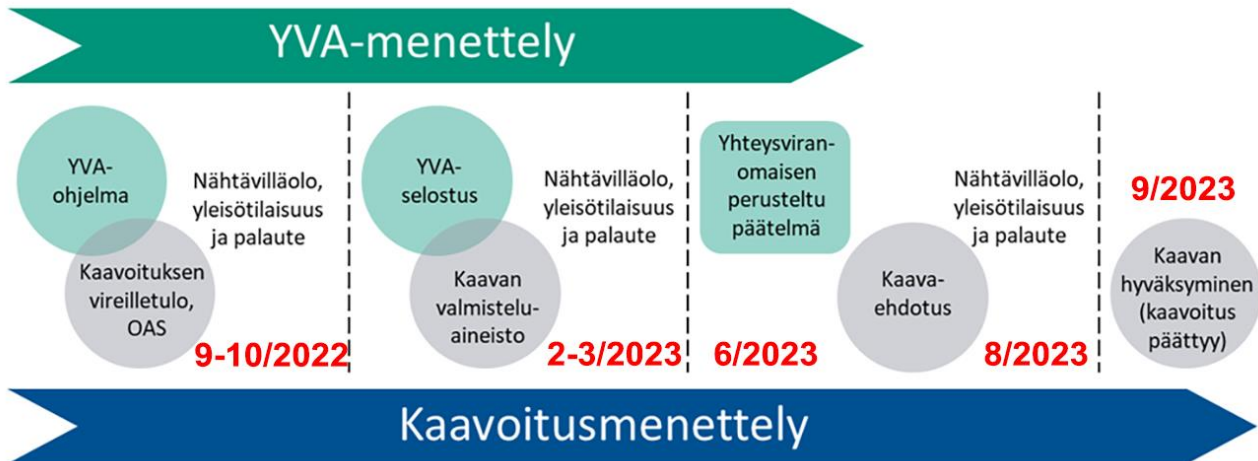 YVA-menettely
YVA-
ohjelma
Kaavoituksen
vireilletulo,
OAS
Nähtävilläolo,
yleisötilaisuus
ja palaute
9-10/2022
YVA-
selostus
Kaavan
valmistelu-
aineisto
Nähtävilläolo,
yleisötilaisuus
ja palaute
2-3/2023
Yhteysviran-
omaisen
perusteltu
päätelmä
6/2023
Kaava-
ehdotus
Nähtävilläolo,
yleisötilaisuus
ja palaute
8/2023
9/2023
Kaavan
hyväksyminen
(kaavoitus
päättyy)
Kaavoitusmenettely